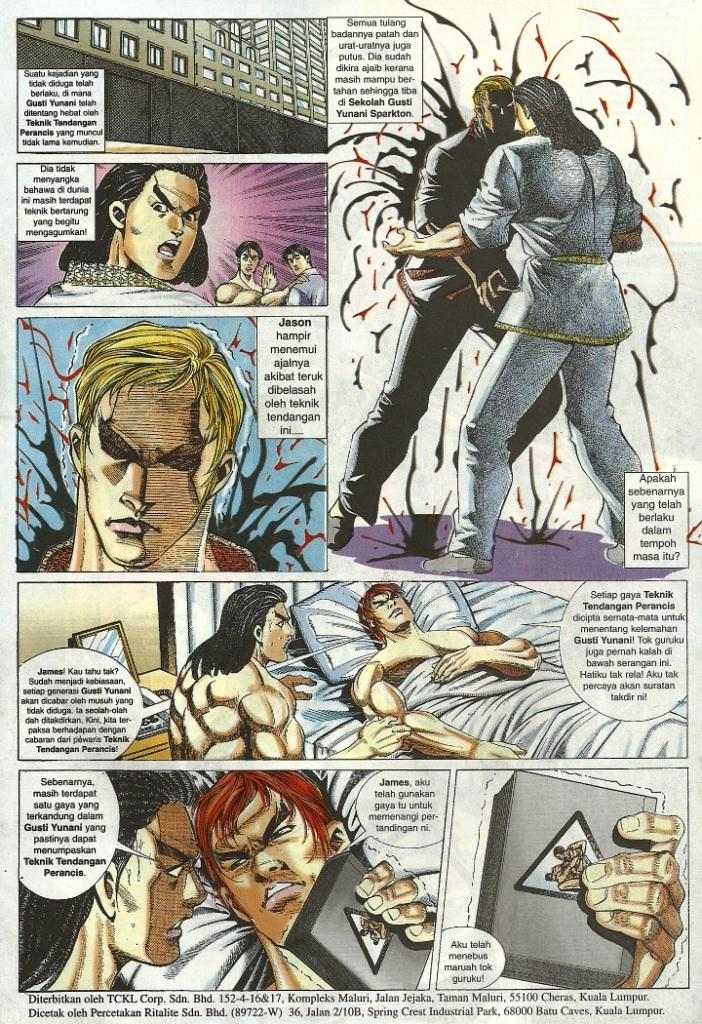 Suatu kejadian yang
tidak diduga telah
berlaku, di mana
Gusti Yunani telah
ditentang hebat oleh
Teknik Tendangan
Perancis yang muncul
tidak lama kemudian.
Semua tulang
badannya patah dan
urat-uratnya juga
putus. Dia sudah
dikira ajaib kerana
masih mampu ber-
tahan sehingga tiba
di Sekolah Gusti
Yunani Sparkton.
Dia tidak
menyangka
bahawa di dunia
ini masih terdapat
teknik bertarung
yang begitu
mengagumkan!
Jason
hampir
menemui
ajalnya
akibat teruk
dibelasah
oleh teknik
tendangan
ini....
Apakah
sebenarnya
yang telah
berlaku
dalam
tempoh
masa itu?
James! Kau tahu tak?
Sudah menjadi kebiasaan,
setiap generasi Gusti Yunani
akan dicabar oleh musuh yang
tidak diduga. Ia seolah-olah
dah ditakdirkan. Kini, kita ter-
paksa berhadapan dengan
cabaran dari pewaris Teknik
Tendangan Perancis!
Setiap gaya Teknik
Tendangan Perancis
dicipta semata-mata untuk
menentang kelemahan
Gusti Yunani! Tok guruku
juga pernah kalah di
bawah serangan ini.
Hatiku tak rela! Aku tak
percaya akan suratan
takdir ni!
Sebenarnya,
masih terdapat
satu gaya yang
terkandung dalam
Gusti Yunani yang
pastinya dapat
menumpaskan
Teknik Tendangan
Perancis.
James, aku
telah gunakan
gaya tu untuk
memenangi per-
tandingan ni.
Aku telah
menebus
maruah tok
guruku!
Diterbitkan oleh TCKL Corp. Sdn. Bhd. 152-4-16&17, Kompleks Maluri, Jalan Jejaka, Taman Maluri, 55100 Cheras, Kuala Lumpur.
Dicetak oleh Percetakan Ritalite Sdn. Bhd. (89722-W) 36, Jalan 2/10B, Spring Crest Industrial Park, 68000 Batu Caves, Kuala Lumpur.